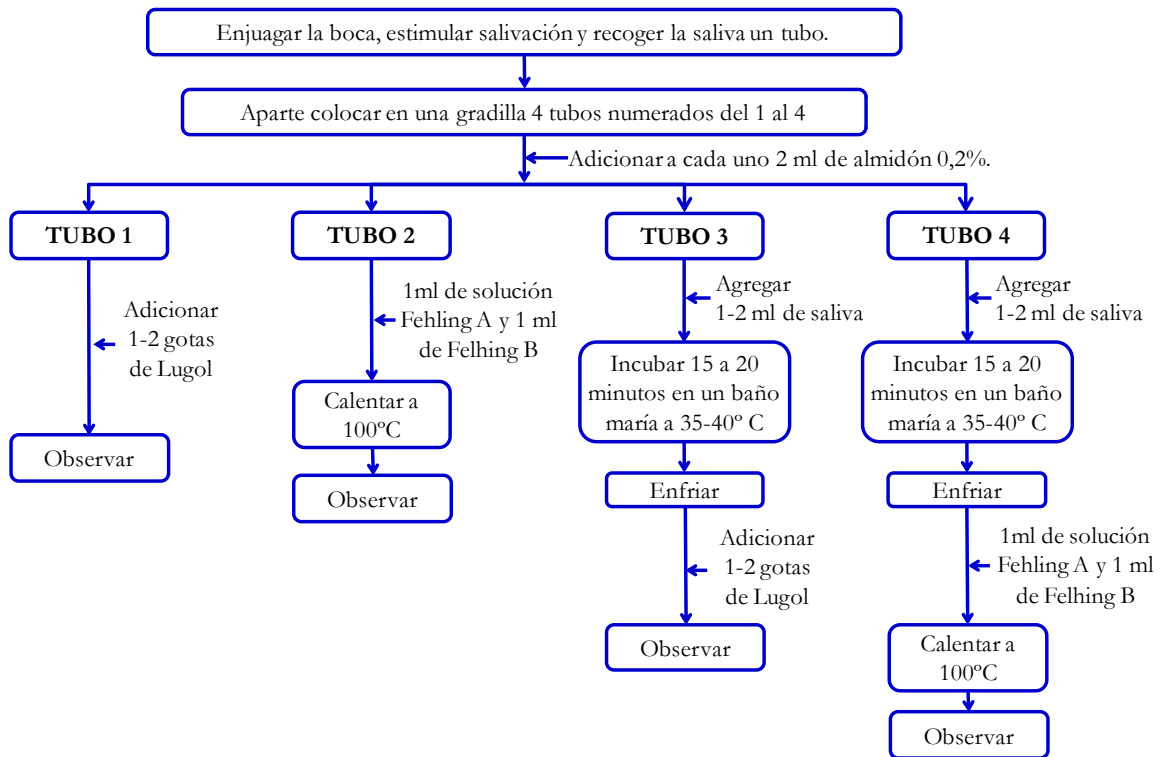 Enjuagar la boca, estimular salivación y recoger la saliva un tubo.
Aparte colocar en una gradilla 4 tubos numerados del 1 al 4
Adicionar a cada uno 2 ml de almidón 0,2%.
TUBO 1
Adicionar
1-2 gotas
de Lugol
Observar
TUBO 2
1ml de solución
Fehling A y 1 ml
de Felhing B
Calentar a
100ºC
Observar
TUBO 3
Agregar
1-2 ml de saliva
Incubar 15 a 20
minutos en un baño
maría a 35-40º C
Enfriar
Adicionar
1-2 gotas
de Lugol
Observar
TUBO 4
Agregar
1-2 ml de saliva
Incubar 15 a 20
minutos en un baño
maría a 35-40º C
Enfriar
1ml de solución
Fehling A y 1 ml
de Felhing B
Calentar a
100ºC
Observar